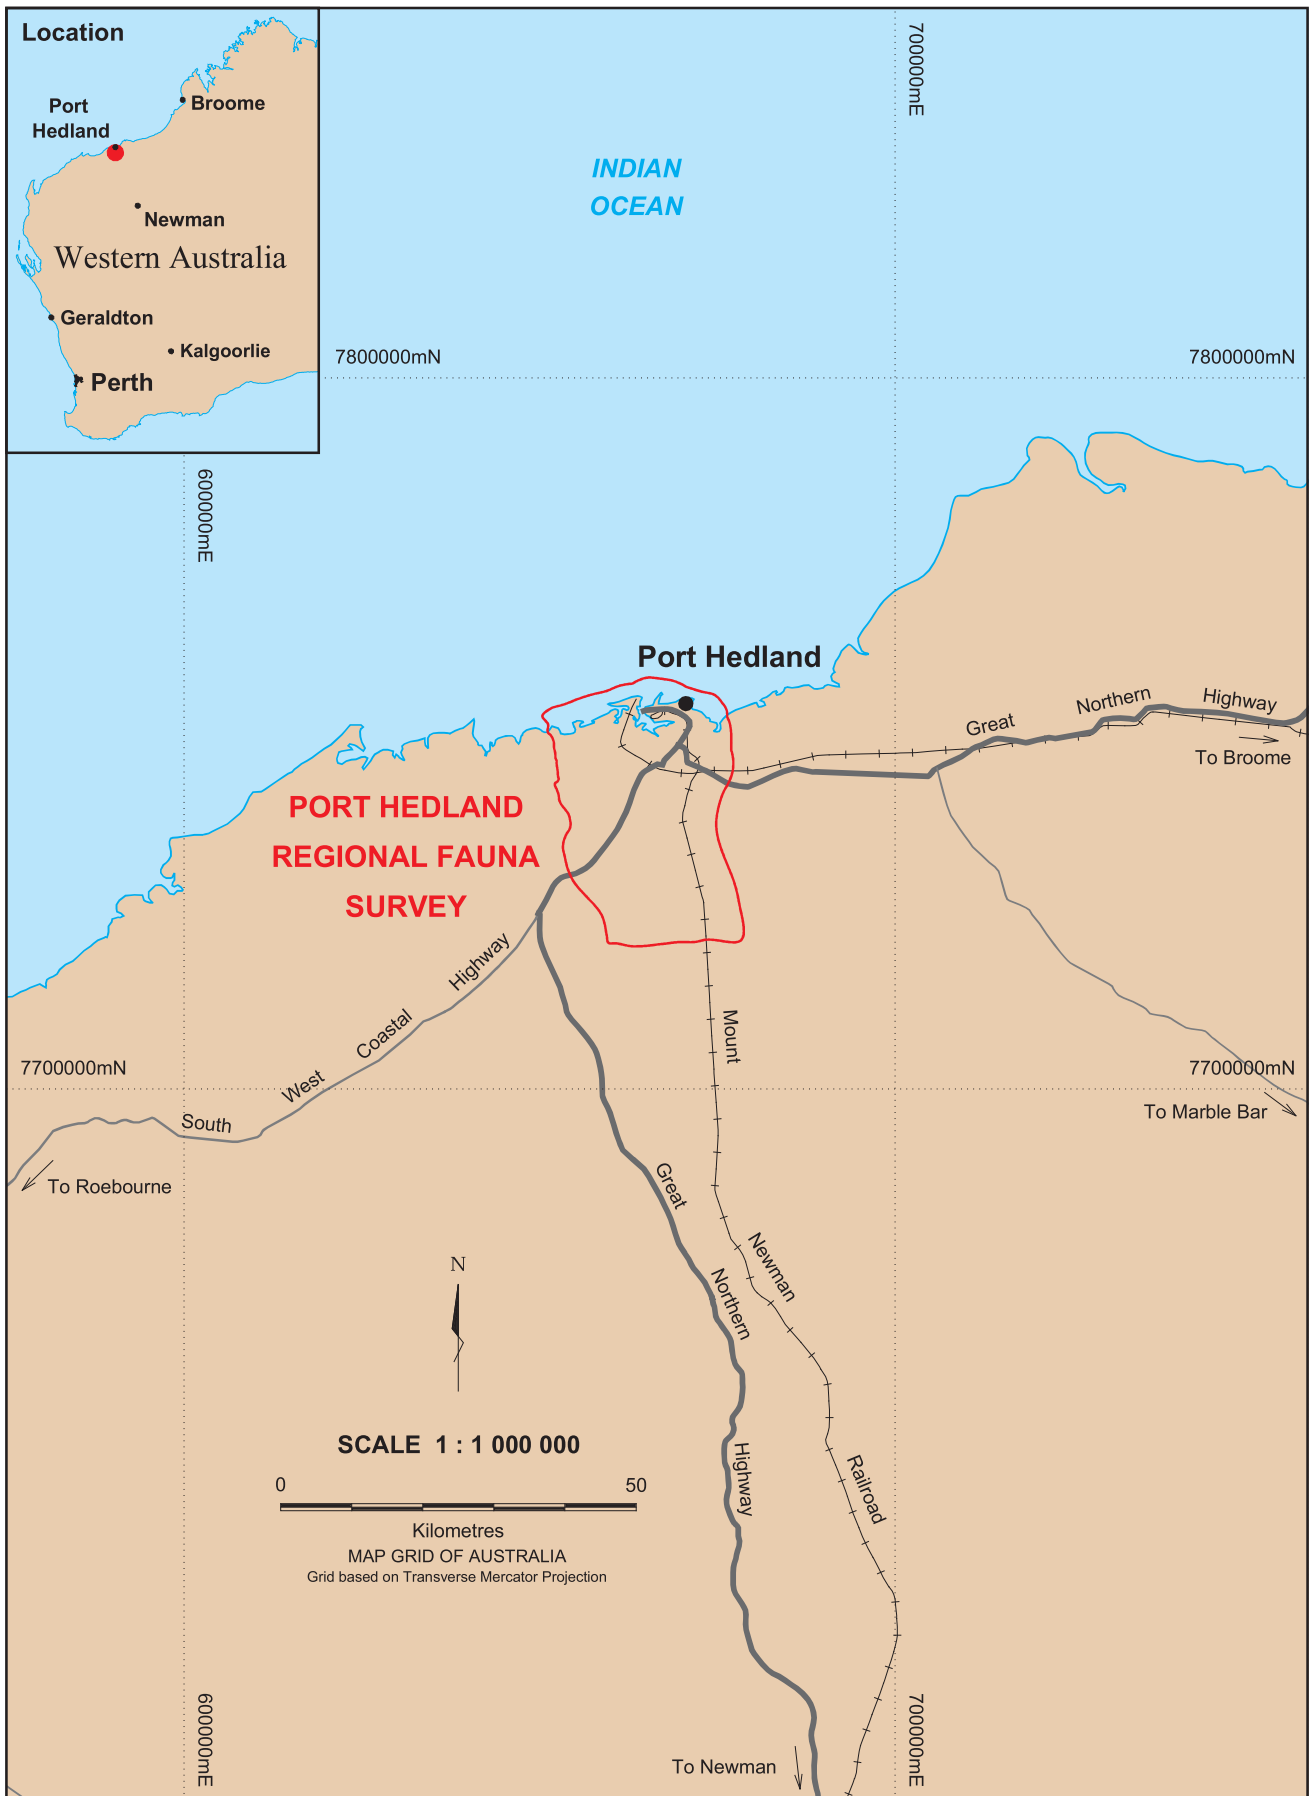 Location
Broome
Port
Hedland
Newman
Western Australia
Geraldton
Kalgoorlie
Perth
700000mE
INDIAN
OCEAN
7800000mN
7800000mN
600000mE
Port Hedland
Great Northern Highway
To Broome
PORT HEDLAND
REGIONAL FAUNA
SURVEY
South West Coastal Highway
7700000mN
7700000mN
To Marble Bar
To Roebourne
Mount Newman Railroad
Great Northern Highway
N
SCALE 1 : 1 000 000
0 50
Kilometres
MAP GRID OF AUSTRALIA
Grid based on Transverse Mercator Projection
600000mE
700000mE
To Newman